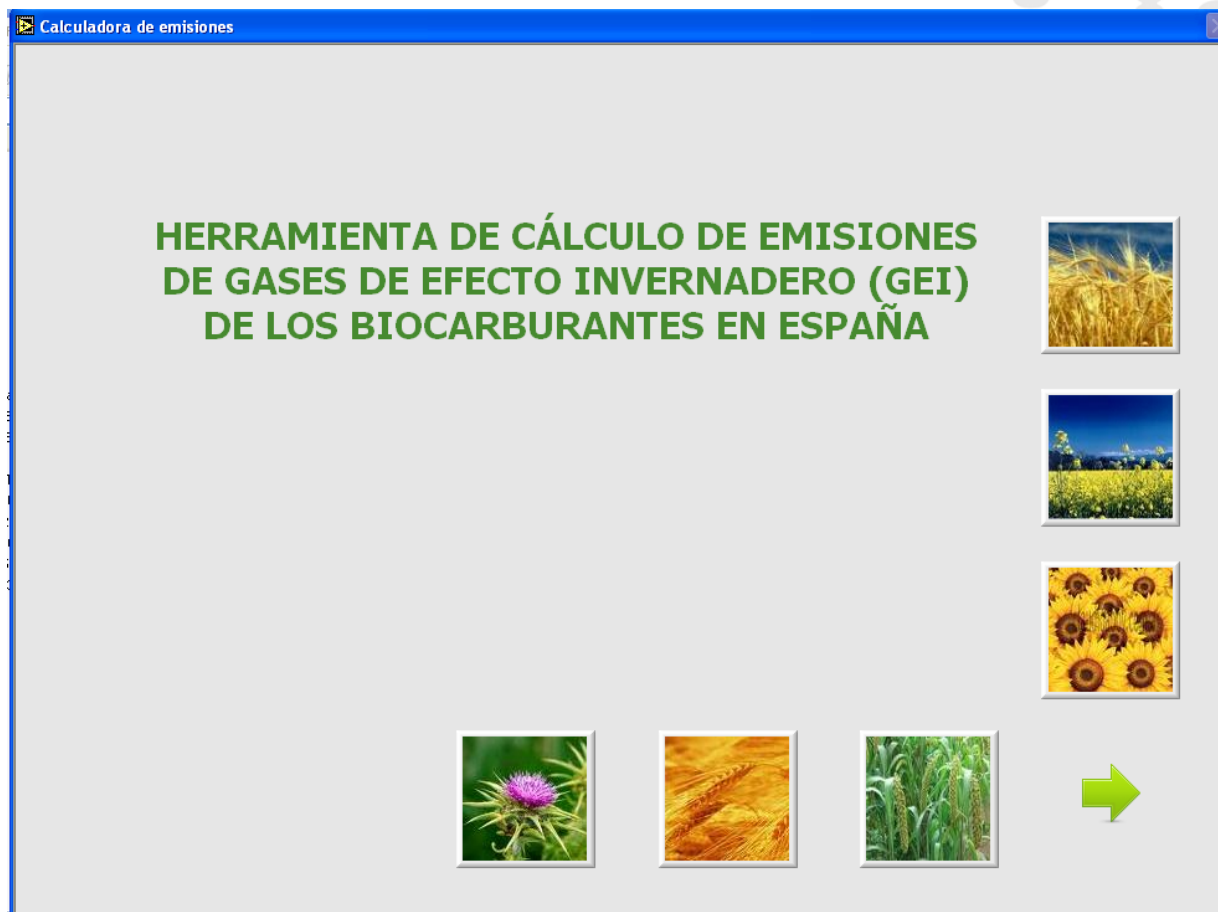 Calculadora de emisiones
HERRAMIENTA DE CÁLCULO DE EMISIONES
DE GASES DE EFECTO INVERNADERO (GEI)
DE LOS BIOCARBURANTES EN ESPAÑA